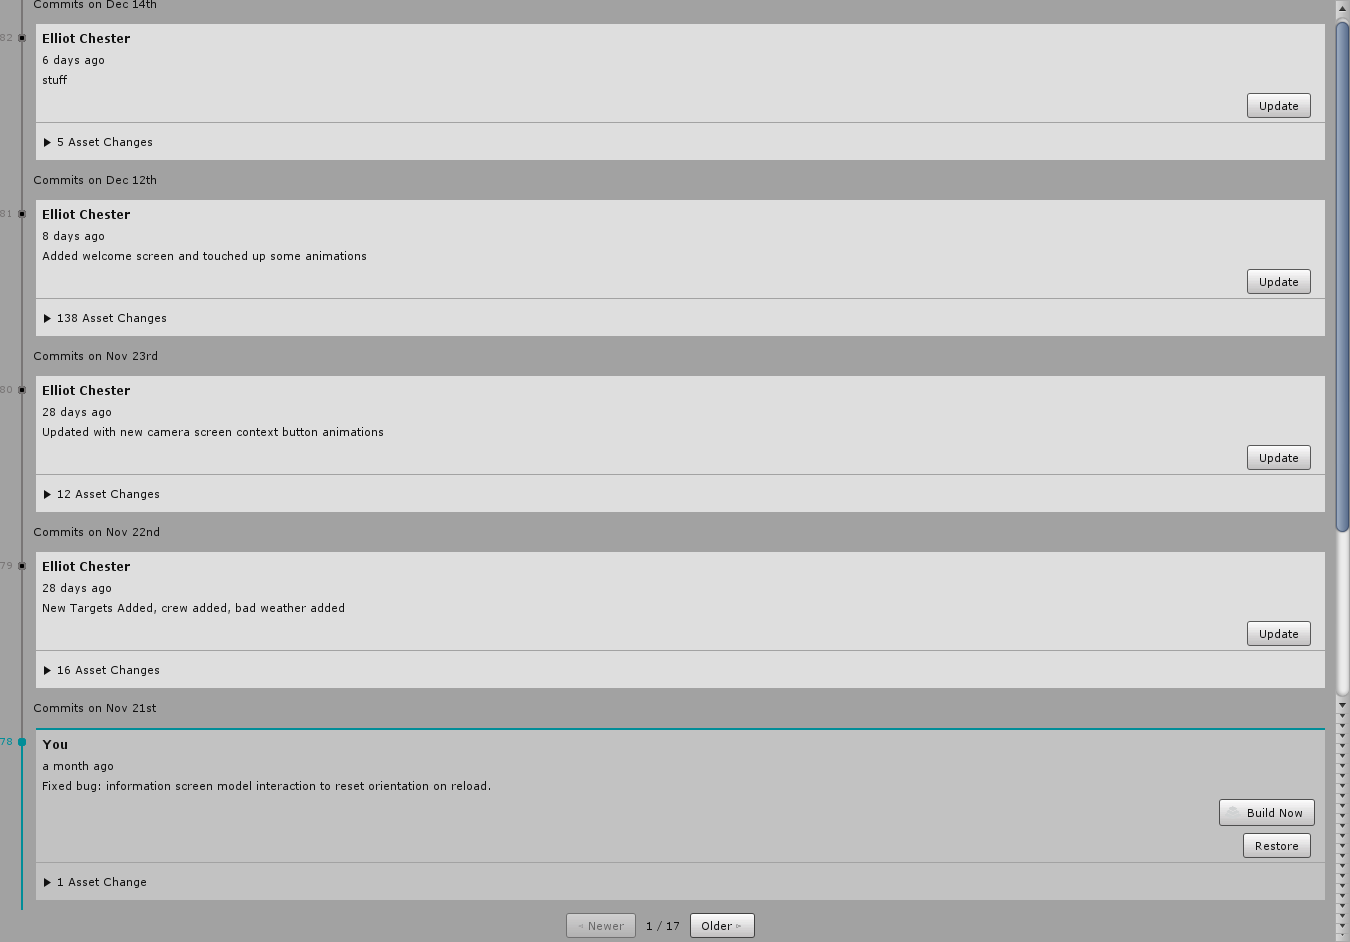 Commits on Dec 14th
82
Elliot Chester
6 days ago
stuff
Update
5 Asset Changes
Commits on Dec 12th
81
Elliot Chester
8 days ago
Added welcome screen and touched up some animations
Update
138 Asset Changes
Commits on Nov 23rd
80
Elliot Chester
28 days ago
Updated with new camera screen context button animations
Update
12 Asset Changes
Commits on Nov 22nd
79
Elliot Chester
28 days ago
New Targets Added, crew added, bad weather added
Update
16 Asset Changes
Commits on Nov 21st
78
You
a month ago
Fixed bug: information screen model interaction to reset orientation on reload.
Build Now
Restore
1 Asset Change
Newer 1 / 17 Older